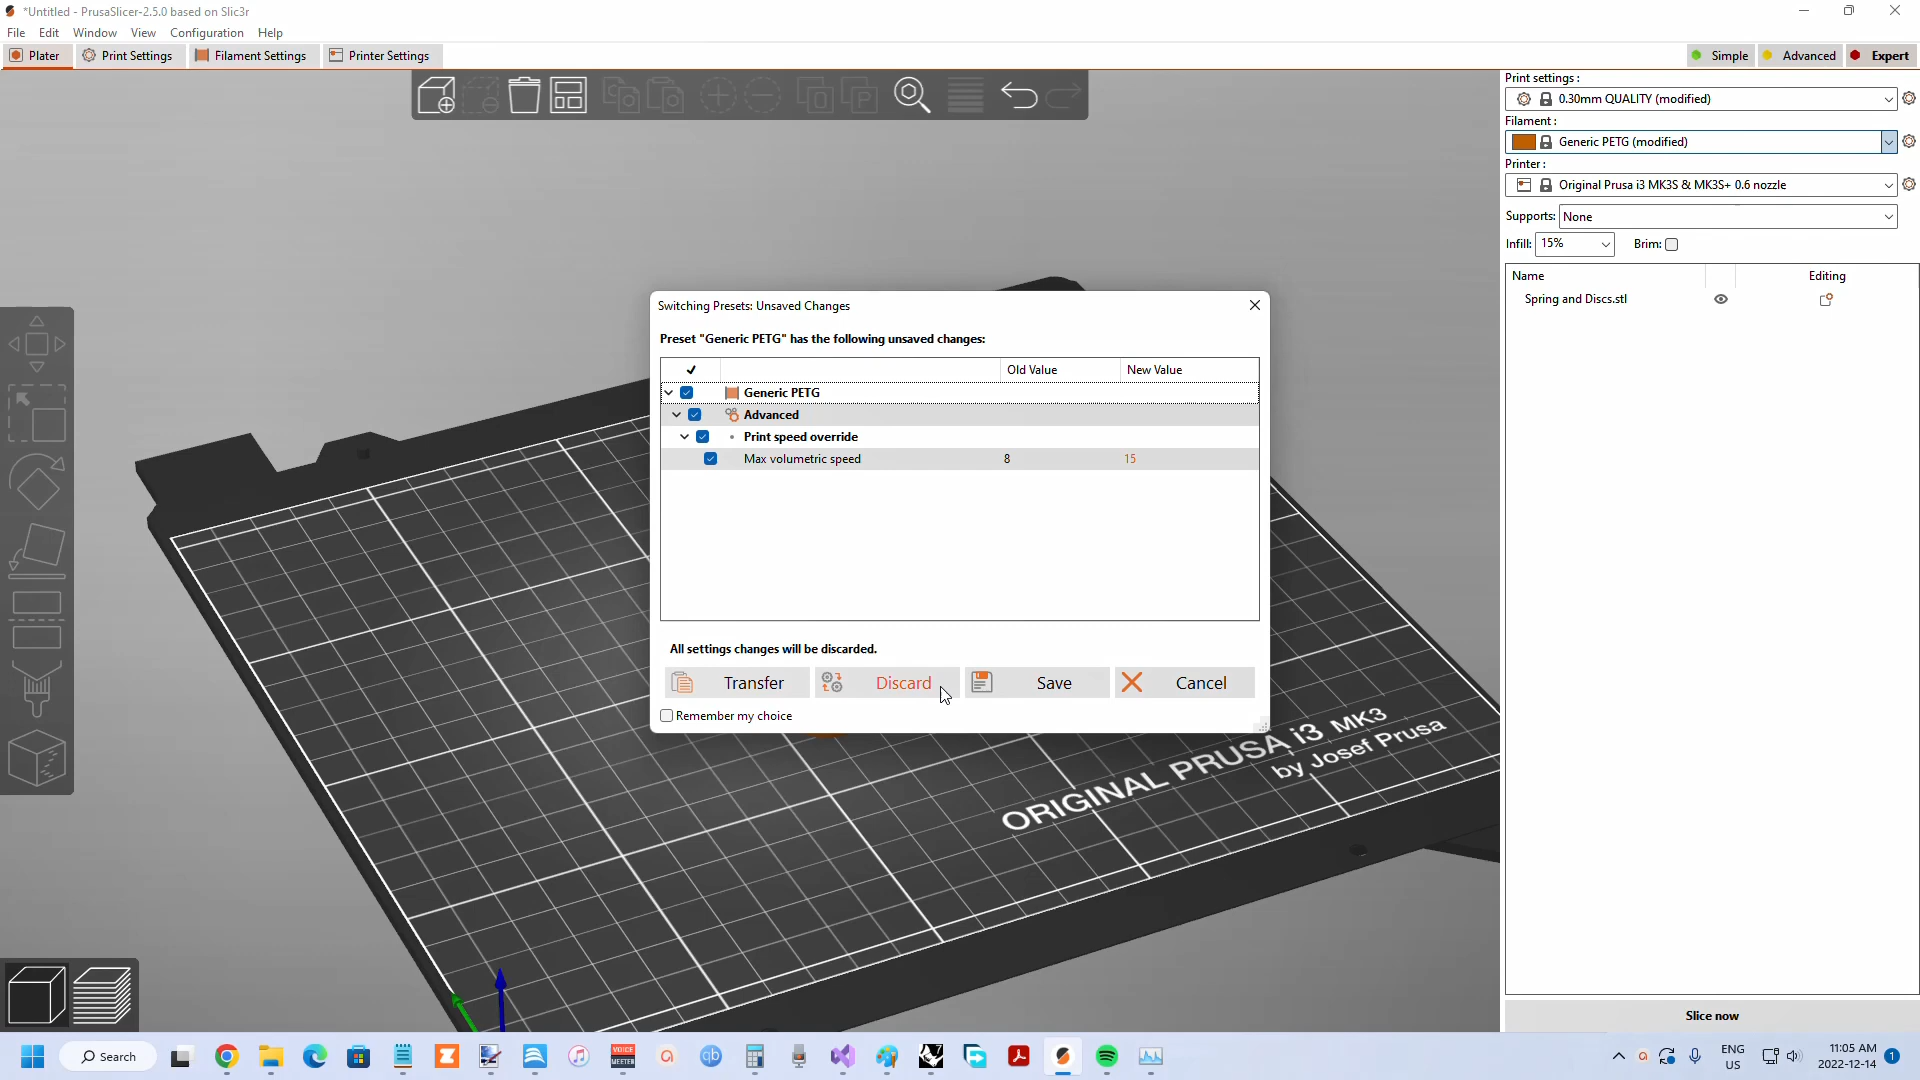 *Untitled - PrusaSlicer-2.5.0 based on Slic3r
File Edit Window View Configuration Help
Plater Print Settings Filament Settings Printer Settings
Simple Advanced Expert
Print settings :
0.30mm QUALITY (modified)
Filament :
Generic PETG (modified)
Printer :
Original Prusa i3 MK3S & MK3S+ 0.6 nozzle
Supports: None
Infill: 15% Brim:
Name Editing
Spring and Discs.stl
Switching Presets: Unsaved Changes
Preset "Generic PETG" has the following unsaved changes:
Old Value New Value
Generic PETG
Advanced
Print speed override
Max volumetric speed 8 15
All settings changes will be discarded.
Transfer Discard Save Cancel
Remember my choice
ORIGINAL PRUSA i3 MK3
by Josef Prusa
Slice now
Search
VOICE
MEETER
qb
ENG
US
11:05 AM
2022-12-14
1